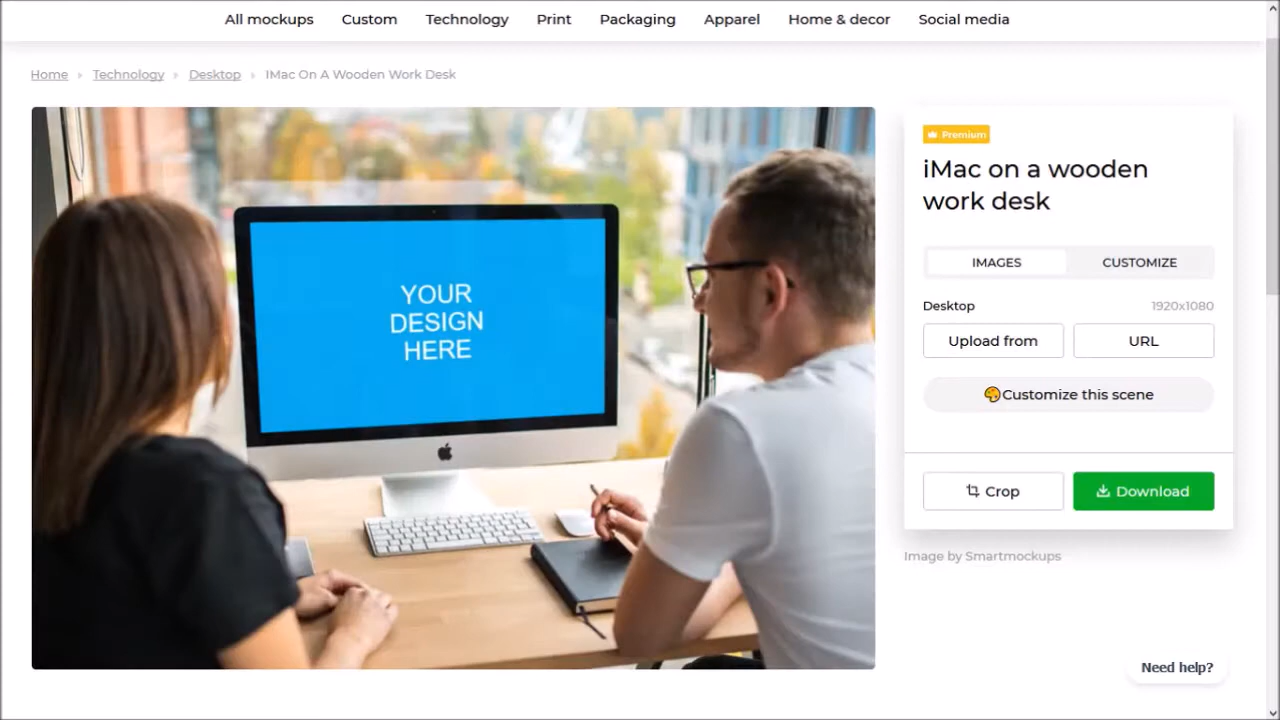 All mockups Custom Technology Print Packaging Apparel Home & decor Social media
Home Technology Desktop IMac On A Wooden Work Desk
Premium
iMac on a wooden
work desk
IMAGES CUSTOMIZE
Desktop 1920x1080
Upload from URL
Customize this scene
Crop Download
Image by Smartmockups
YOUR
DESIGN
HERE
Need help?